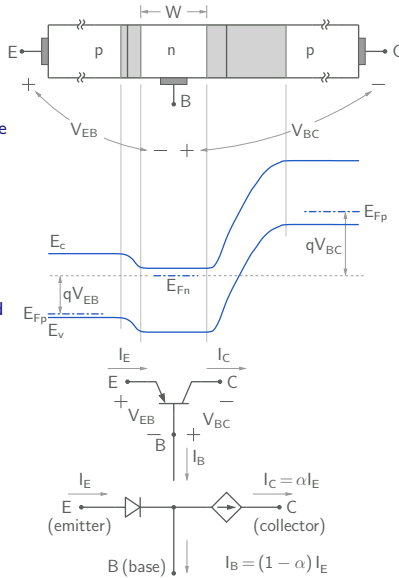 W
E p n p C
B
+ −
V_EB V_BC
− +
e
E_c
E_Fp
qV_BC
E_Fn
qV_EB
d
E_Fp
E_v
I_E I_C
E C
+ −
V_EB V_BC
− +
B
I_B
I_E I_C = αI_E
E C
(emitter) (collector)
B (base) I_B = (1 − α) I_E